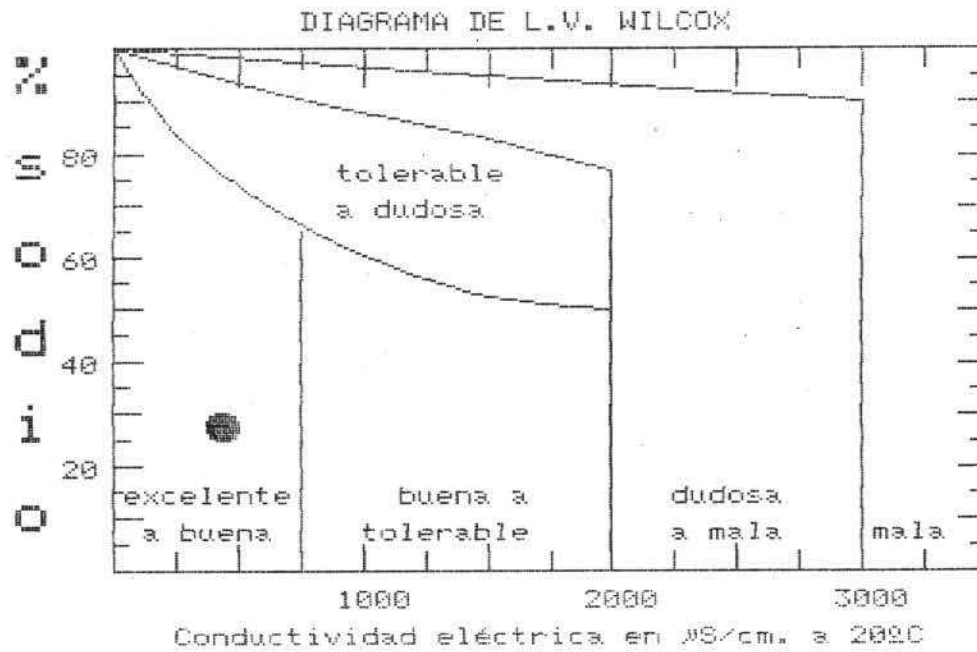 DIAGRAMA DE L.V. WILCOX
% sodio
80
60
40
20
tolerable
a dudosa
excelente
a buena
buena a
tolerable
dudosa
a mala
mala
1000 2000 3000
Conductividad eléctrica en µS/cm. a 20ºC